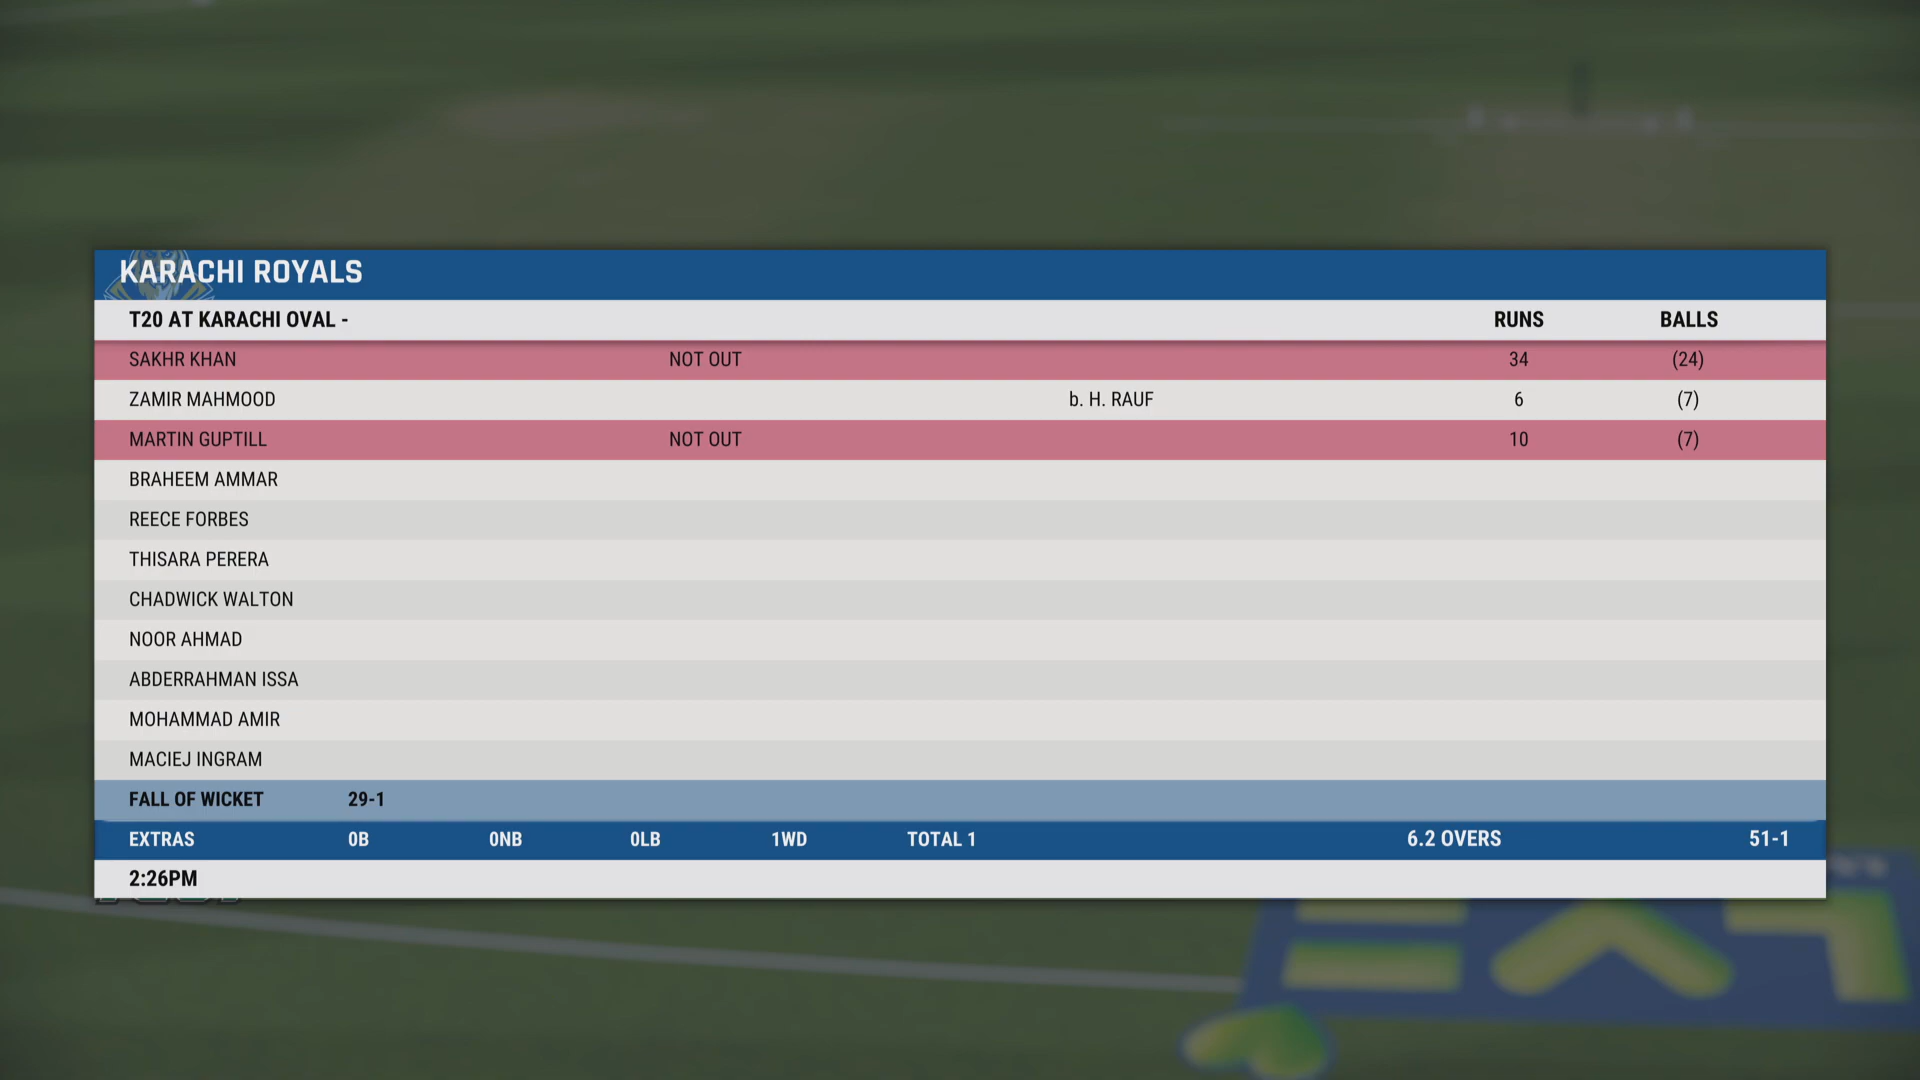 KARACHI ROYALS
T20 AT KARACHI OVAL - RUNS BALLS
SAKHR KHAN NOT OUT 34 (24)
ZAMIR MAHMOOD b. H. RAUF 6 (7)
MARTIN GUPTILL NOT OUT 10 (7)
BRAHEEM AMMAR
REECE FORBES
THISARA PERERA
CHADWICK WALTON
NOOR AHMAD
ABDERRAHMAN ISSA
MOHAMMAD AMIR
MACIEJ INGRAM
FALL OF WICKET 29-1
EXTRAS 0B 0NB 0LB 1WD TOTAL 1 6.2 OVERS 51-1
2:26PM